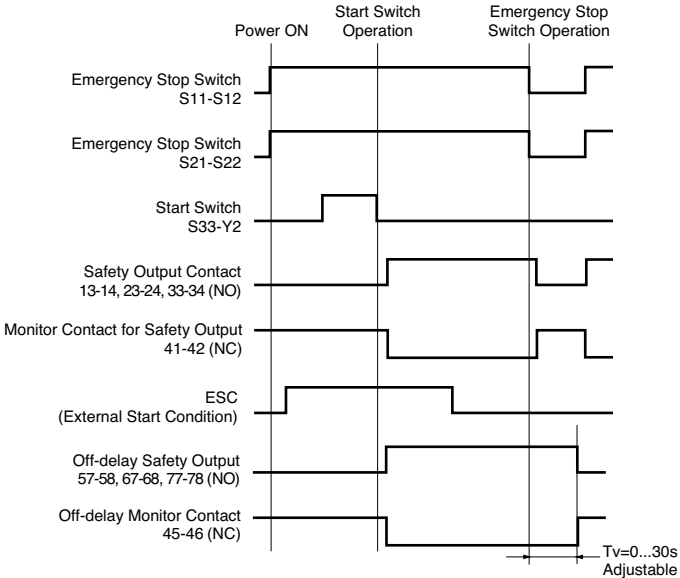 Power ON
Start Switch
Operation
Emergency Stop
Switch Operation
Emergency Stop Switch
S11-S12
Emergency Stop Switch
S21-S22
Start Switch
S33-Y2
Safety Output Contact
13-14, 23-24, 33-34 (NO)
Monitor Contact for Safety Output
41-42 (NC)
ESC
(External Start Condition)
Off-delay Safety Output
57-58, 67-68, 77-78 (NO)
Off-delay Monitor Contact
45-46 (NC)
Tv=0...30s
Adjustable